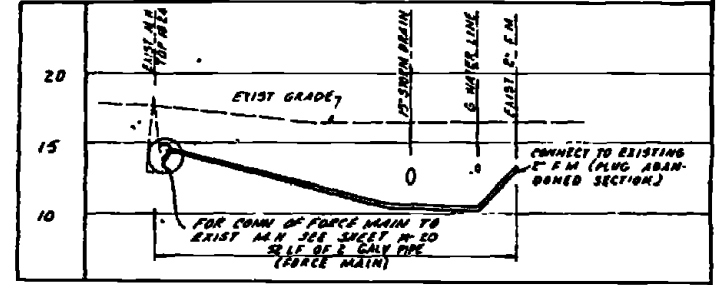 EXIST M.H.
TOP
15" STORM DRAIN
6" WATER LINE
EXIST 2" F.M.
20
EXIST GRADE
15
CONNECT TO EXISTING
2" F M (PLUG ABAN-
DONED SECTION)
10
FOR CONN OF FORCE MAIN TO
EXIST M.H. SEE SHEET
LF OF 2" GALV PIPE
(FORCE MAIN)